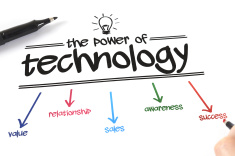 the power of
technology
value
relationship
sales
awareness
success